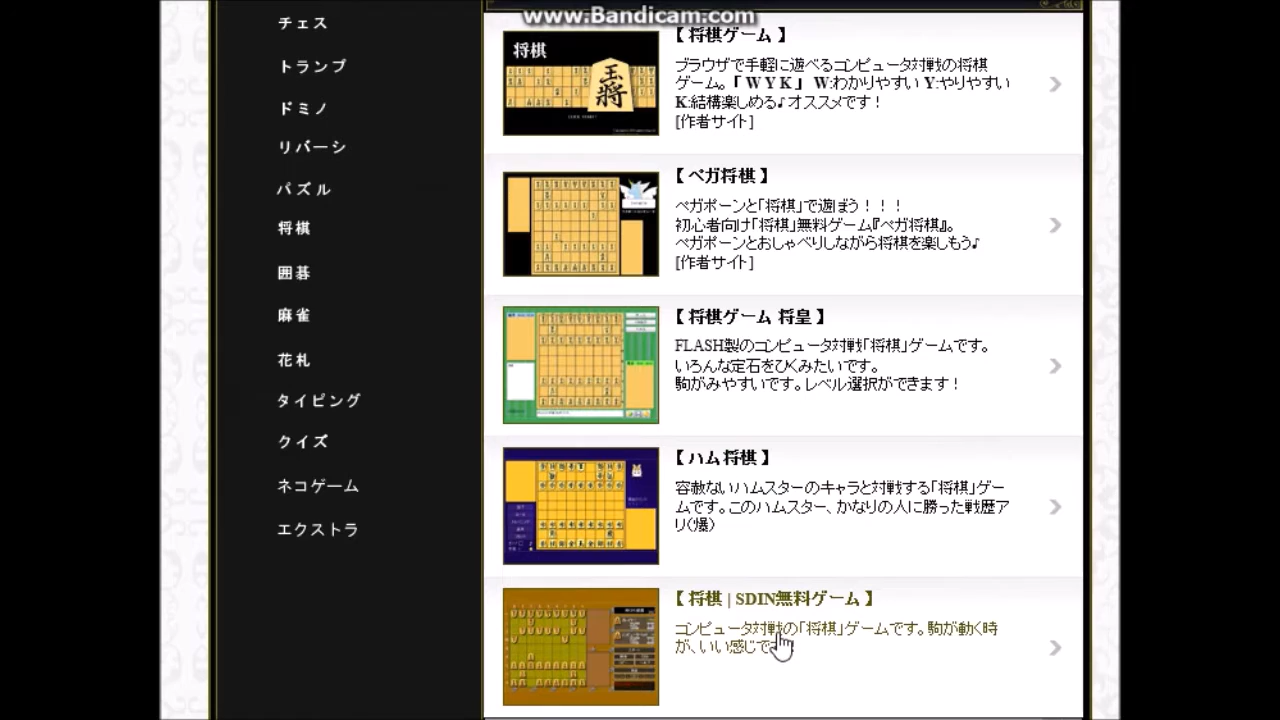 www.Bandicam.com
チェス
トランプ
ドミノ
リバーシ
パズル
将棋
囲碁
麻雀
花札
タイピング
クイズ
ネコゲーム
エクストラ
将棋
玉将
【 将棋ゲーム 】
ブラウザで手軽に遊べるコンピュータ対戦の将棋
ゲーム。「ＷＹＫ」 W:わかりやすい Y:やりやすい
K:結構楽しめる♪オススメです！
[作者サイト]
【 ペガ将棋 】
ペガポーンと「将棋」で遊ぼう！！！
初心者向け「将棋」無料ゲーム『ペガ将棋』。
ペガポーンとおしゃべりしながら将棋を楽しもう♪
[作者サイト]
【 将棋ゲーム 将皇 】
FLASH製のコンピュータ対戦「将棋」ゲームです。
いろんな定石をひくみたいです。
駒がみやすいです。レベル選択ができます！
【 ハム将棋 】
容赦ないハムスターのキャラと対戦する「将棋」ゲー
ムです。このハムスター、かなりの人に勝った戦歴ア
リ（爆）
【 将棋 | SDIN無料ゲーム 】
コンピュータ対戦の「将棋」ゲームです。駒が動く時
が、いい感じで